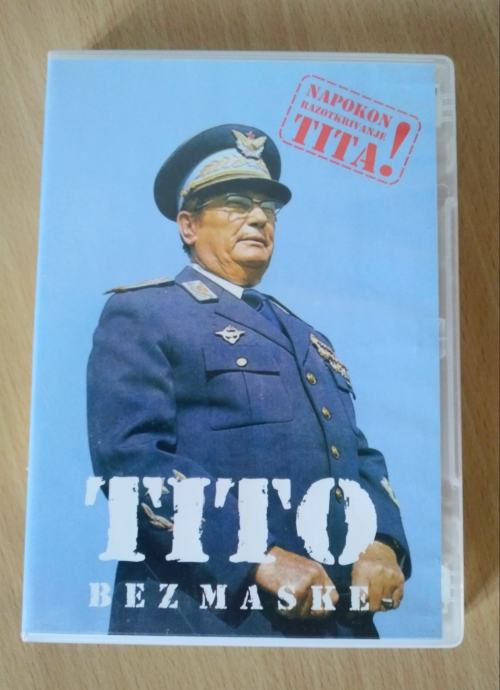 NAPOKON
RAZOTKRIVANJE
TITA!
TITO
BEZ MASKE